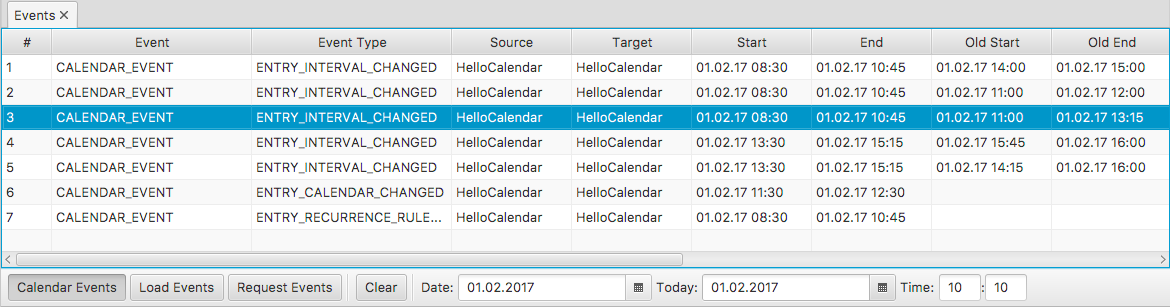 Events
# Event Event Type Source Target Start End Old Start Old End
1 CALENDAR_EVENT ENTRY_INTERVAL_CHANGED HelloCalendar HelloCalendar 01.02.17 08:30 01.02.17 10:45 01.02.17 14:00 01.02.17 15:00
2 CALENDAR_EVENT ENTRY_INTERVAL_CHANGED HelloCalendar HelloCalendar 01.02.17 08:30 01.02.17 10:45 01.02.17 11:00 01.02.17 12:00
3 CALENDAR_EVENT ENTRY_INTERVAL_CHANGED HelloCalendar HelloCalendar 01.02.17 08:30 01.02.17 10:45 01.02.17 11:00 01.02.17 13:15
4 CALENDAR_EVENT ENTRY_INTERVAL_CHANGED HelloCalendar HelloCalendar 01.02.17 13:30 01.02.17 15:15 01.02.17 15:45 01.02.17 16:00
5 CALENDAR_EVENT ENTRY_INTERVAL_CHANGED HelloCalendar HelloCalendar 01.02.17 13:30 01.02.17 15:15 01.02.17 14:15 01.02.17 16:00
6 CALENDAR_EVENT ENTRY_CALENDAR_CHANGED HelloCalendar HelloCalendar 01.02.17 11:30 01.02.17 12:30
7 CALENDAR_EVENT ENTRY_RECURRENCE_RULE... HelloCalendar HelloCalendar 01.02.17 08:30 01.02.17 10:45
Calendar Events Load Events Request Events Clear Date: 01.02.2017 Today: 01.02.2017 Time: 10 : 10